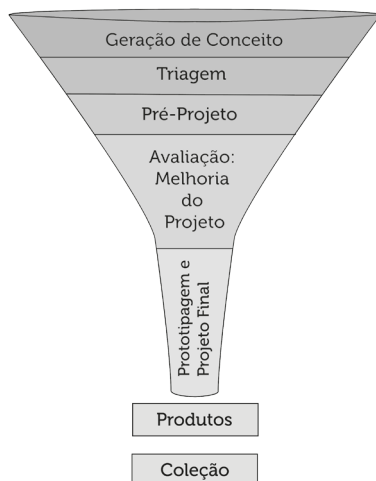 Geração de Conceito
Triagem
Pré-Projeto
Avaliação:
Melhoria
do
Projeto
Prototipagem e
Projeto Final
Produtos
Coleção